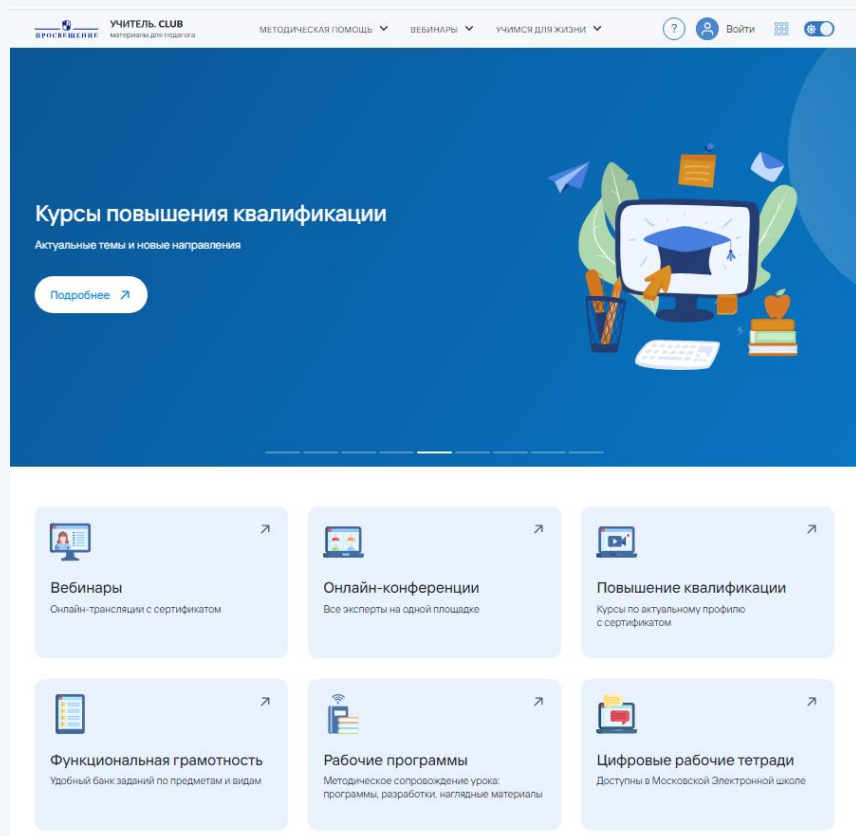 ПРОСВЕЩЕНИЕ
УЧИТЕЛЬ. CLUB
материалы для педагога
МЕТОДИЧЕСКАЯ ПОМОЩЬ
ВЕБИНАРЫ
УЧИМСЯ ДЛЯ ЖИЗНИ
?
Войти
Курсы повышения квалификации
Актуальные темы и новые направления
Подробнее
Вебинары
Онлайн-трансляции с сертификатом
Онлайн-конференции
Все эксперты на одной площадке
Повышение квалификации
Курсы по актуальному профилю
с сертификатом
Функциональная грамотность
Удобный банк заданий по предметам и видам
Рабочие программы
Методическое сопровождение урока:
программы, разработки, наглядные материалы
Цифровые рабочие тетради
Доступны в Московской Электронной школе